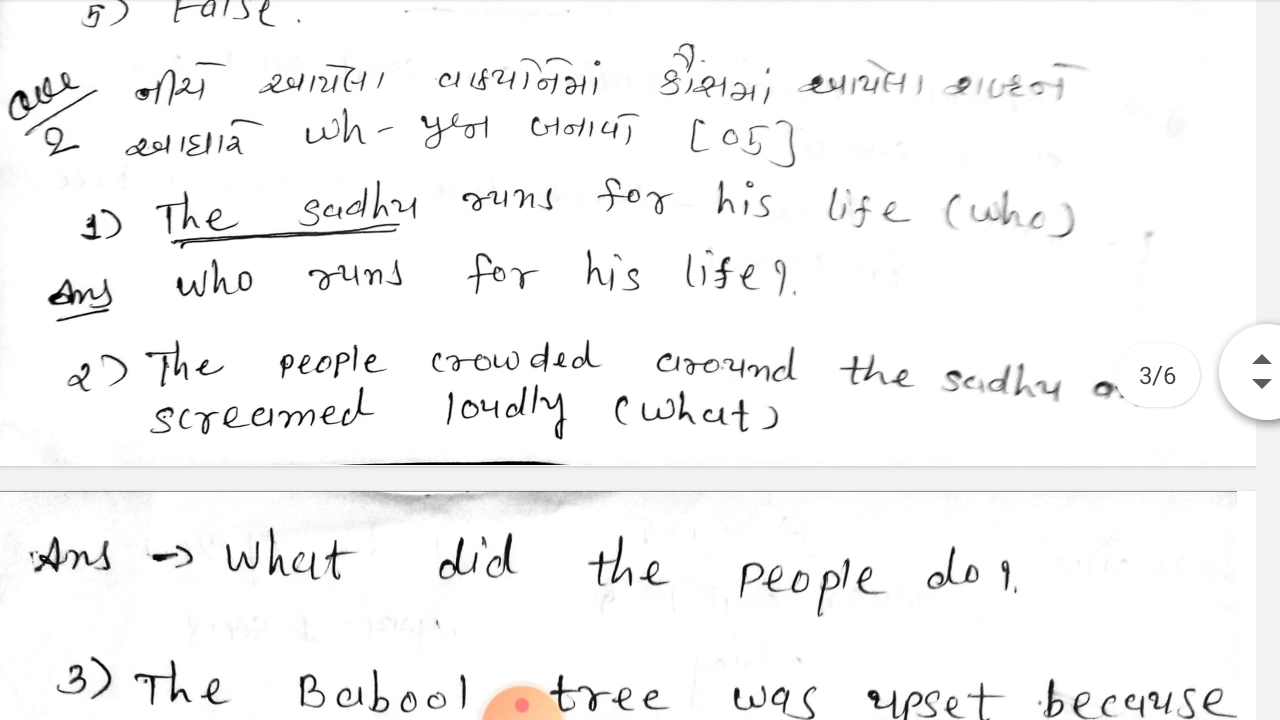 5) False.
Que 2 નીચે આપેલા વાક્યોનેમાં કૌંસમાં આપેલા શબ્દને
આધારે wh- પ્રશ્ન બનાવો [05]
1) The sadhu runs for his life (who)
Ans who runs for his life?.
2) The people crowded around the sadhu
3/6
screamed loudly (what)
Ans → What did the people do?.
3) The Babool tree was upset because